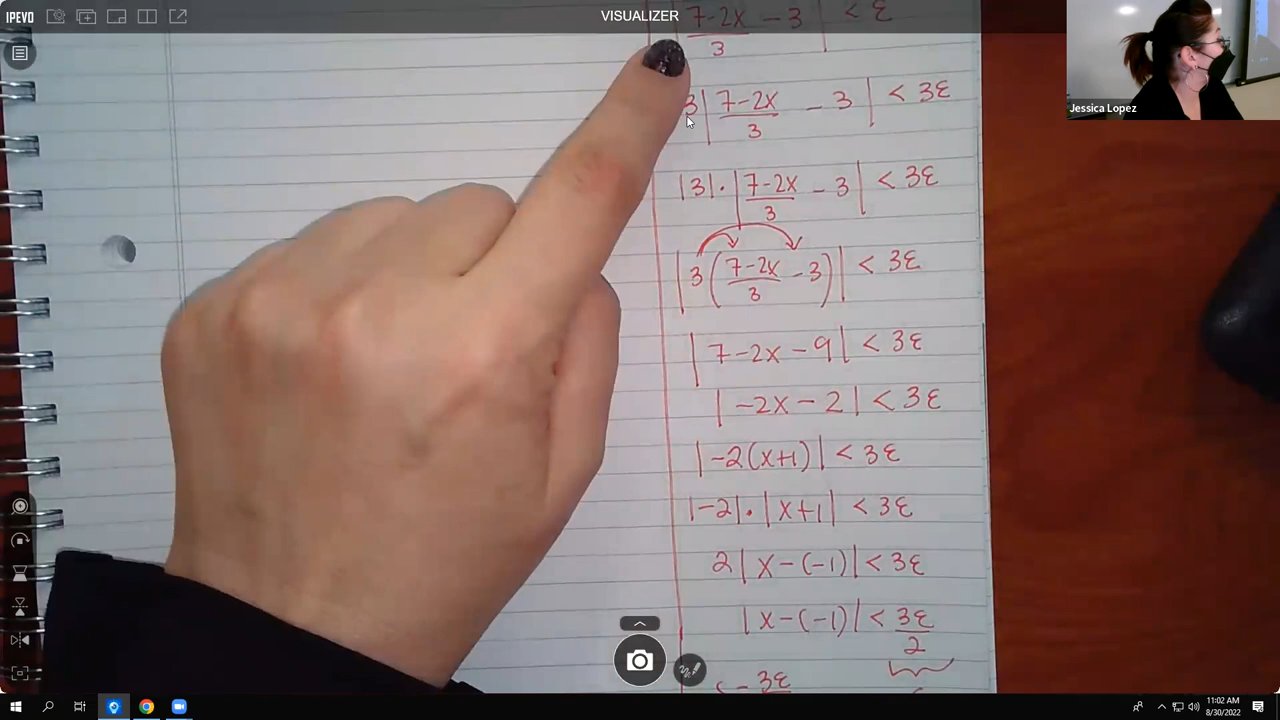 IPEVO
VISUALIZER
Jessica Lopez
7-2x/3 - 3 | < ε
3 | 7-2x/3 - 3 | < 3ε
|3| · | 7-2x/3 - 3 | < 3ε
| 3 ( 7-2x/3 - 3 ) | < 3ε
| 7-2x-9 | < 3ε
| -2x-2 | < 3ε
| -2(x+1) | < 3ε
|-2| · |x+1| < 3ε
2 | x-(-1) | < 3ε
| x-(-1) | < 3ε/2
3ε
11:02 AM
8/30/2022